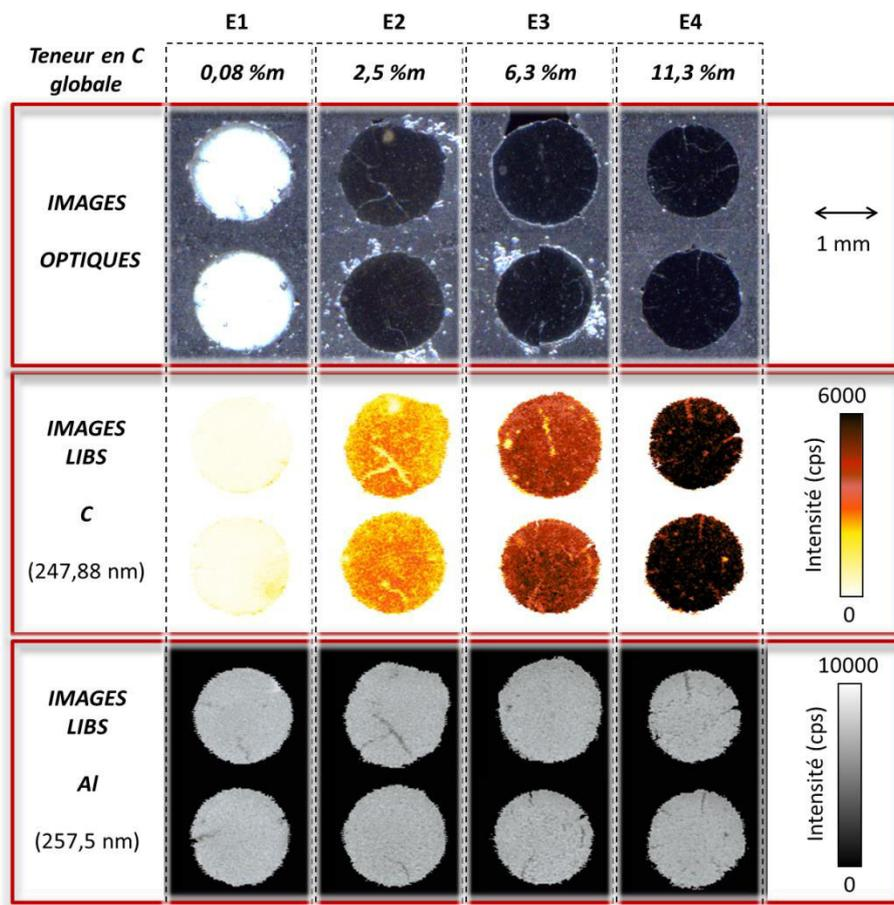 E1 E2 E3 E4
Teneur en C
globale
0,08 %m 2,5 %m 6,3 %m 11,3 %m
IMAGES
OPTIQUES
1 mm
IMAGES
LIBS
C
(247,88 nm)
6000
Intensité (cps)
0
IMAGES
LIBS
Al
(257,5 nm)
10000
Intensité (cps)
0